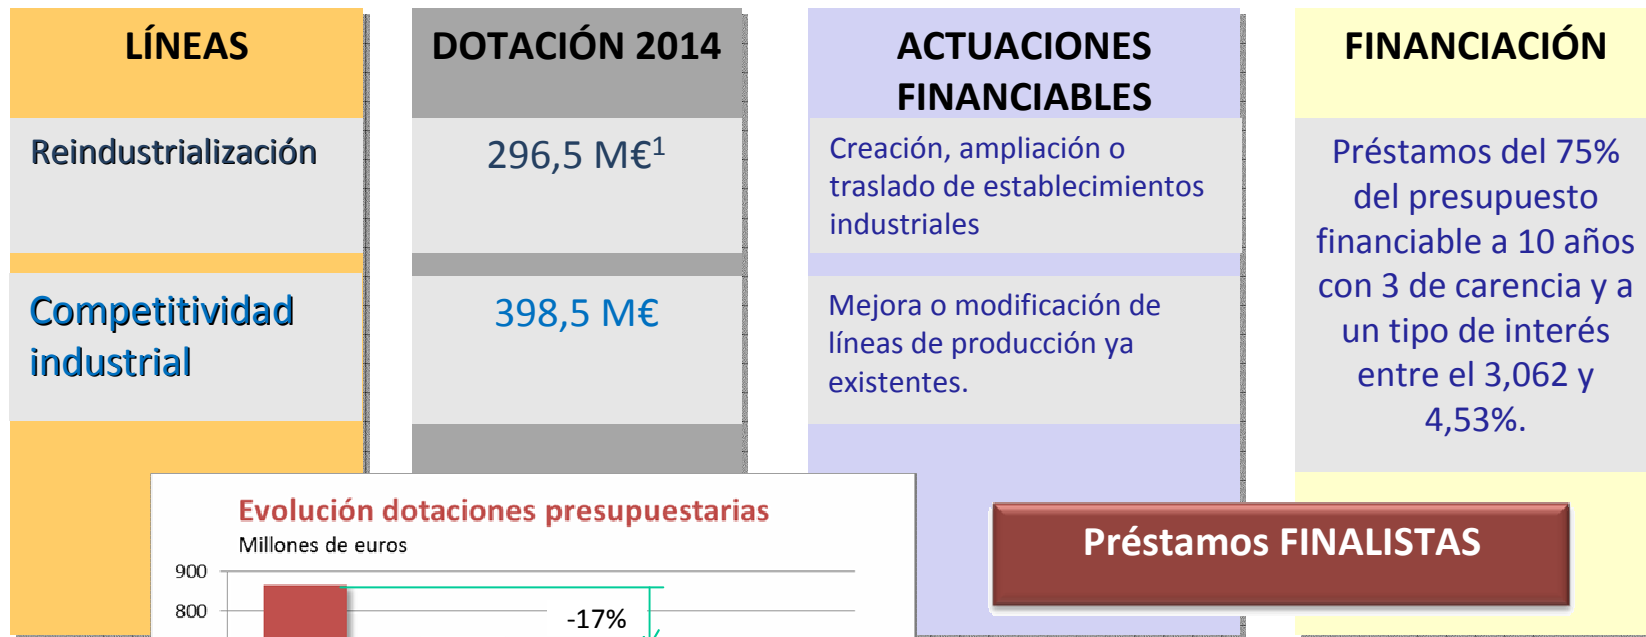 LÍNEAS
Reindustrialización
Competitividad
industrial
DOTACIÓN 2014
296,5 M€¹
398,5 M€
ACTUACIONES
FINANCIABLES
Creación, ampliación o
traslado de establecimientos
industriales
Mejora o modificación de
líneas de producción ya
existentes.
FINANCIACIÓN
Préstamos del 75%
del presupuesto
financiable a 10 años
con 3 de carencia y a
un tipo de interés
entre el 3,062 y
4,53%.
Evolución dotaciones presupuestarias
Millones de euros
900
800
-17%
Préstamos FINALISTAS